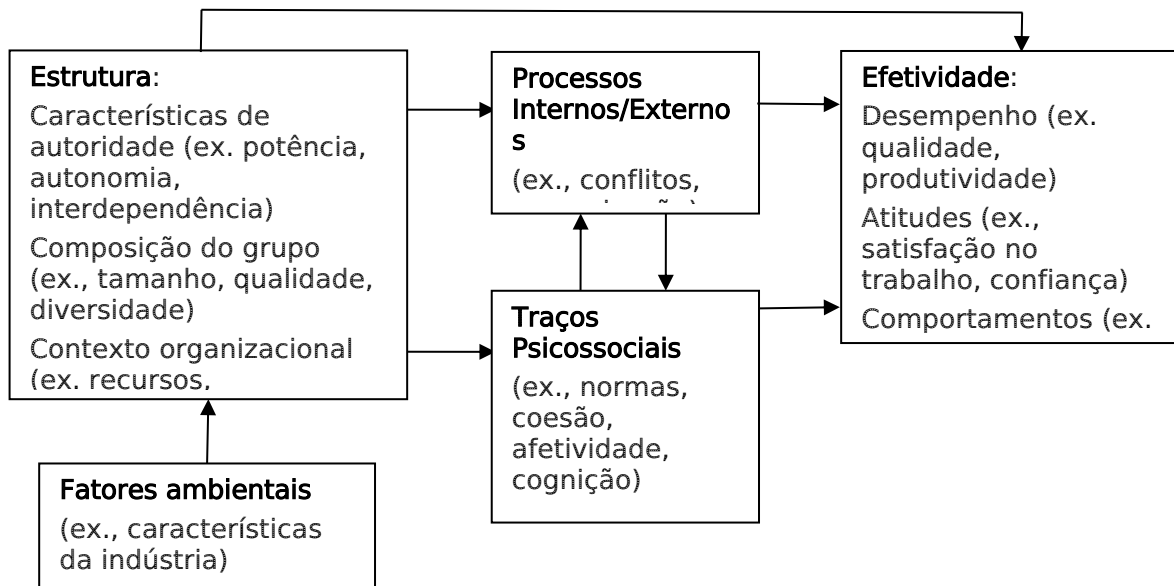 Estrutura:
Características de
autoridade (ex. potência,
autonomia,
interdependência)
Composição do grupo
(ex., tamanho, qualidade,
diversidade)
Contexto organizacional
(ex. recursos,
Processos
Internos/Externo
s
(ex., conflitos,
Traços
Psicossociais
(ex., normas,
coesão,
afetividade,
cognição)
Efetividade:
Desempenho (ex.
qualidade,
produtividade)
Atitudes (ex.,
satisfação no
trabalho, confiança)
Comportamentos (ex.
Fatores ambientais
(ex., características
da indústria)